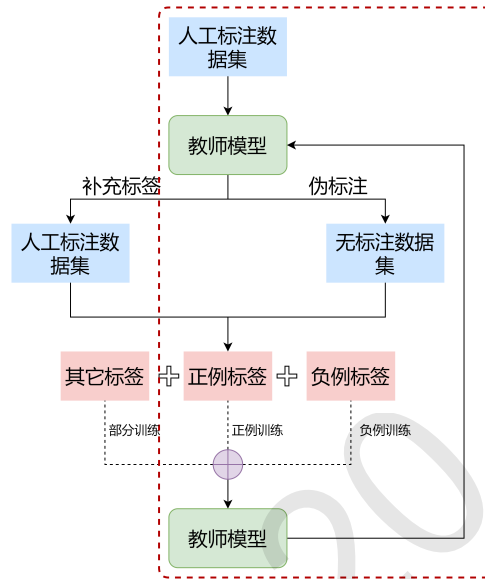 人工标注数
据集
教师模型
补充标签
伪标注
人工标注数
据集
无标注数据
集
其它标签
正例标签
负例标签
部分训练
正例训练
负例训练
教师模型